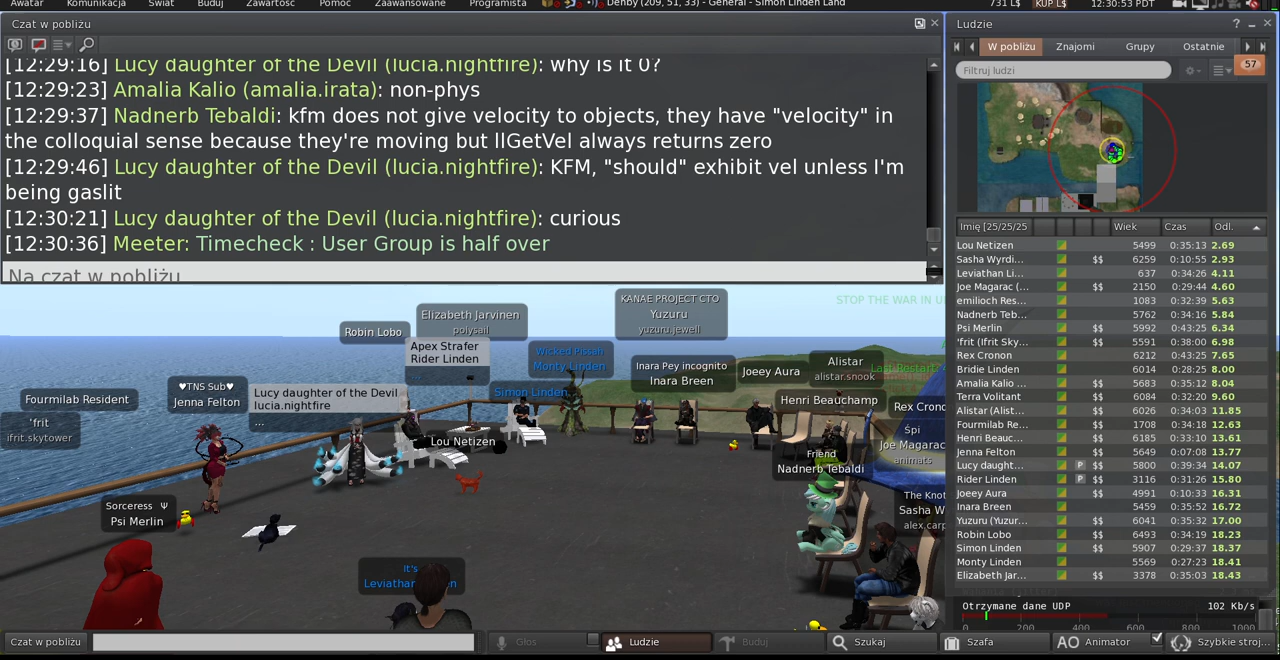 Awatar Komunikacja Świat Buduj Zawartość Pomoc Zaawansowane Programista Denby (209, 51, 33) - General - Simon Linden Land 731 L$ KUP L$ 12:30:53 PDT
Czat w pobliżu
[12:29:16] Lucy daughter of the Devil (lucia.nightfire): why is it 0?
[12:29:23] Amalia Kalio (amalia.irata): non-phys
[12:29:37] Nadnerb Tebaldi: kfm does not give velocity to objects, they have "velocity" in
the colloquial sense because they're moving but llGetVel always returns zero
[12:29:46] Lucy daughter of the Devil (lucia.nightfire): KFM, "should" exhibit vel unless I'm
being gaslit
[12:30:21] Lucy daughter of the Devil (lucia.nightfire): curious
[12:30:36] Meeter: Timecheck : User Group is half over
Na czat w pobliżu
STOP THE WAR IN
KANAE PROJECT CTO
Yuzuru
yuzuru.jewell
Elizabeth Jarvinen
polysail
Robin Lobo
Apex Strafer
Rider Linden
Wicked Pissah
Monty Linden
Simon Linden
Inara Pey incognito
Inara Breen
Joeey Aura
Alistar
alistar.snook
Last Restart:
Henri Beauchamp
Rex Cron
♥TNS Sub♥
Jenna Felton
Fourmilab Resident
'frit
ifrit.skytower
Lucy daughter of the Devil
lucia.nightfire
...
Lou Netizen
Śpi
Joe Magarac
animats
Friend
Nadnerb Tebaldi
The Knot
Sasha W
alex.carp
Sorceress Ψ
Psi Merlin
It's
Leviathan
Ludzie
? _ ×
W pobliżu Znajomi Grupy Ostatnie
Filtruj ludzi
57
Imię [25/25/25 Wiek Czas Odl.
Lou Netizen 5499 0:35:13 2.69
Sasha Wyrdi... $$ 6259 0:10:55 2.93
Leviathan Li... 637 0:34:26 4.11
Joe Magarac (... $$ 2150 0:29:44 4.60
emilioch Res... 1083 0:32:39 5.63
Nadnerb Teb... 5762 0:34:16 5.84
Psi Merlin $$ 5992 0:43:25 6.34
'frit (Ifrit Sky... $$ 5591 0:38:00 6.98
Rex Cronon 6212 0:43:25 7.65
Bridie Linden 6014 0:28:25 8.00
Amalia Kalio ... $$ 5683 0:35:12 8.04
Terra Volitant $$ 6084 0:32:20 9.60
Alistar (Alist... $$ 6026 0:34:03 11.85
Fourmilab Re... $$ 1708 0:34:18 12.63
Henri Beauc... $$ 6185 0:33:10 13.61
Jenna Felton $$ 5649 0:07:08 13.77
Lucy daught... P $$ 5800 0:39:34 14.07
Rider Linden P $$ 3116 0:31:26 15.80
Joeey Aura $$ 4991 0:10:33 16.31
Inara Breen 5459 0:35:52 16.72
Yuzuru (Yuzur... $$ 6041 0:35:32 17.00
Robin Lobo $$ 6493 0:34:19 18.23
Simon Linden $$ 5907 0:29:37 18.37
Monty Linden 5569 0:27:23 18.41
Elizabeth Jar... $$ 3378 0:35:03 18.43
Otrzymane dane UDP 102 Kb/s
0 200 400 600 800 1000
Czat w pobliżu Głos Ludzie Buduj Szukaj Szafa AO Animator Szybkie stroj...